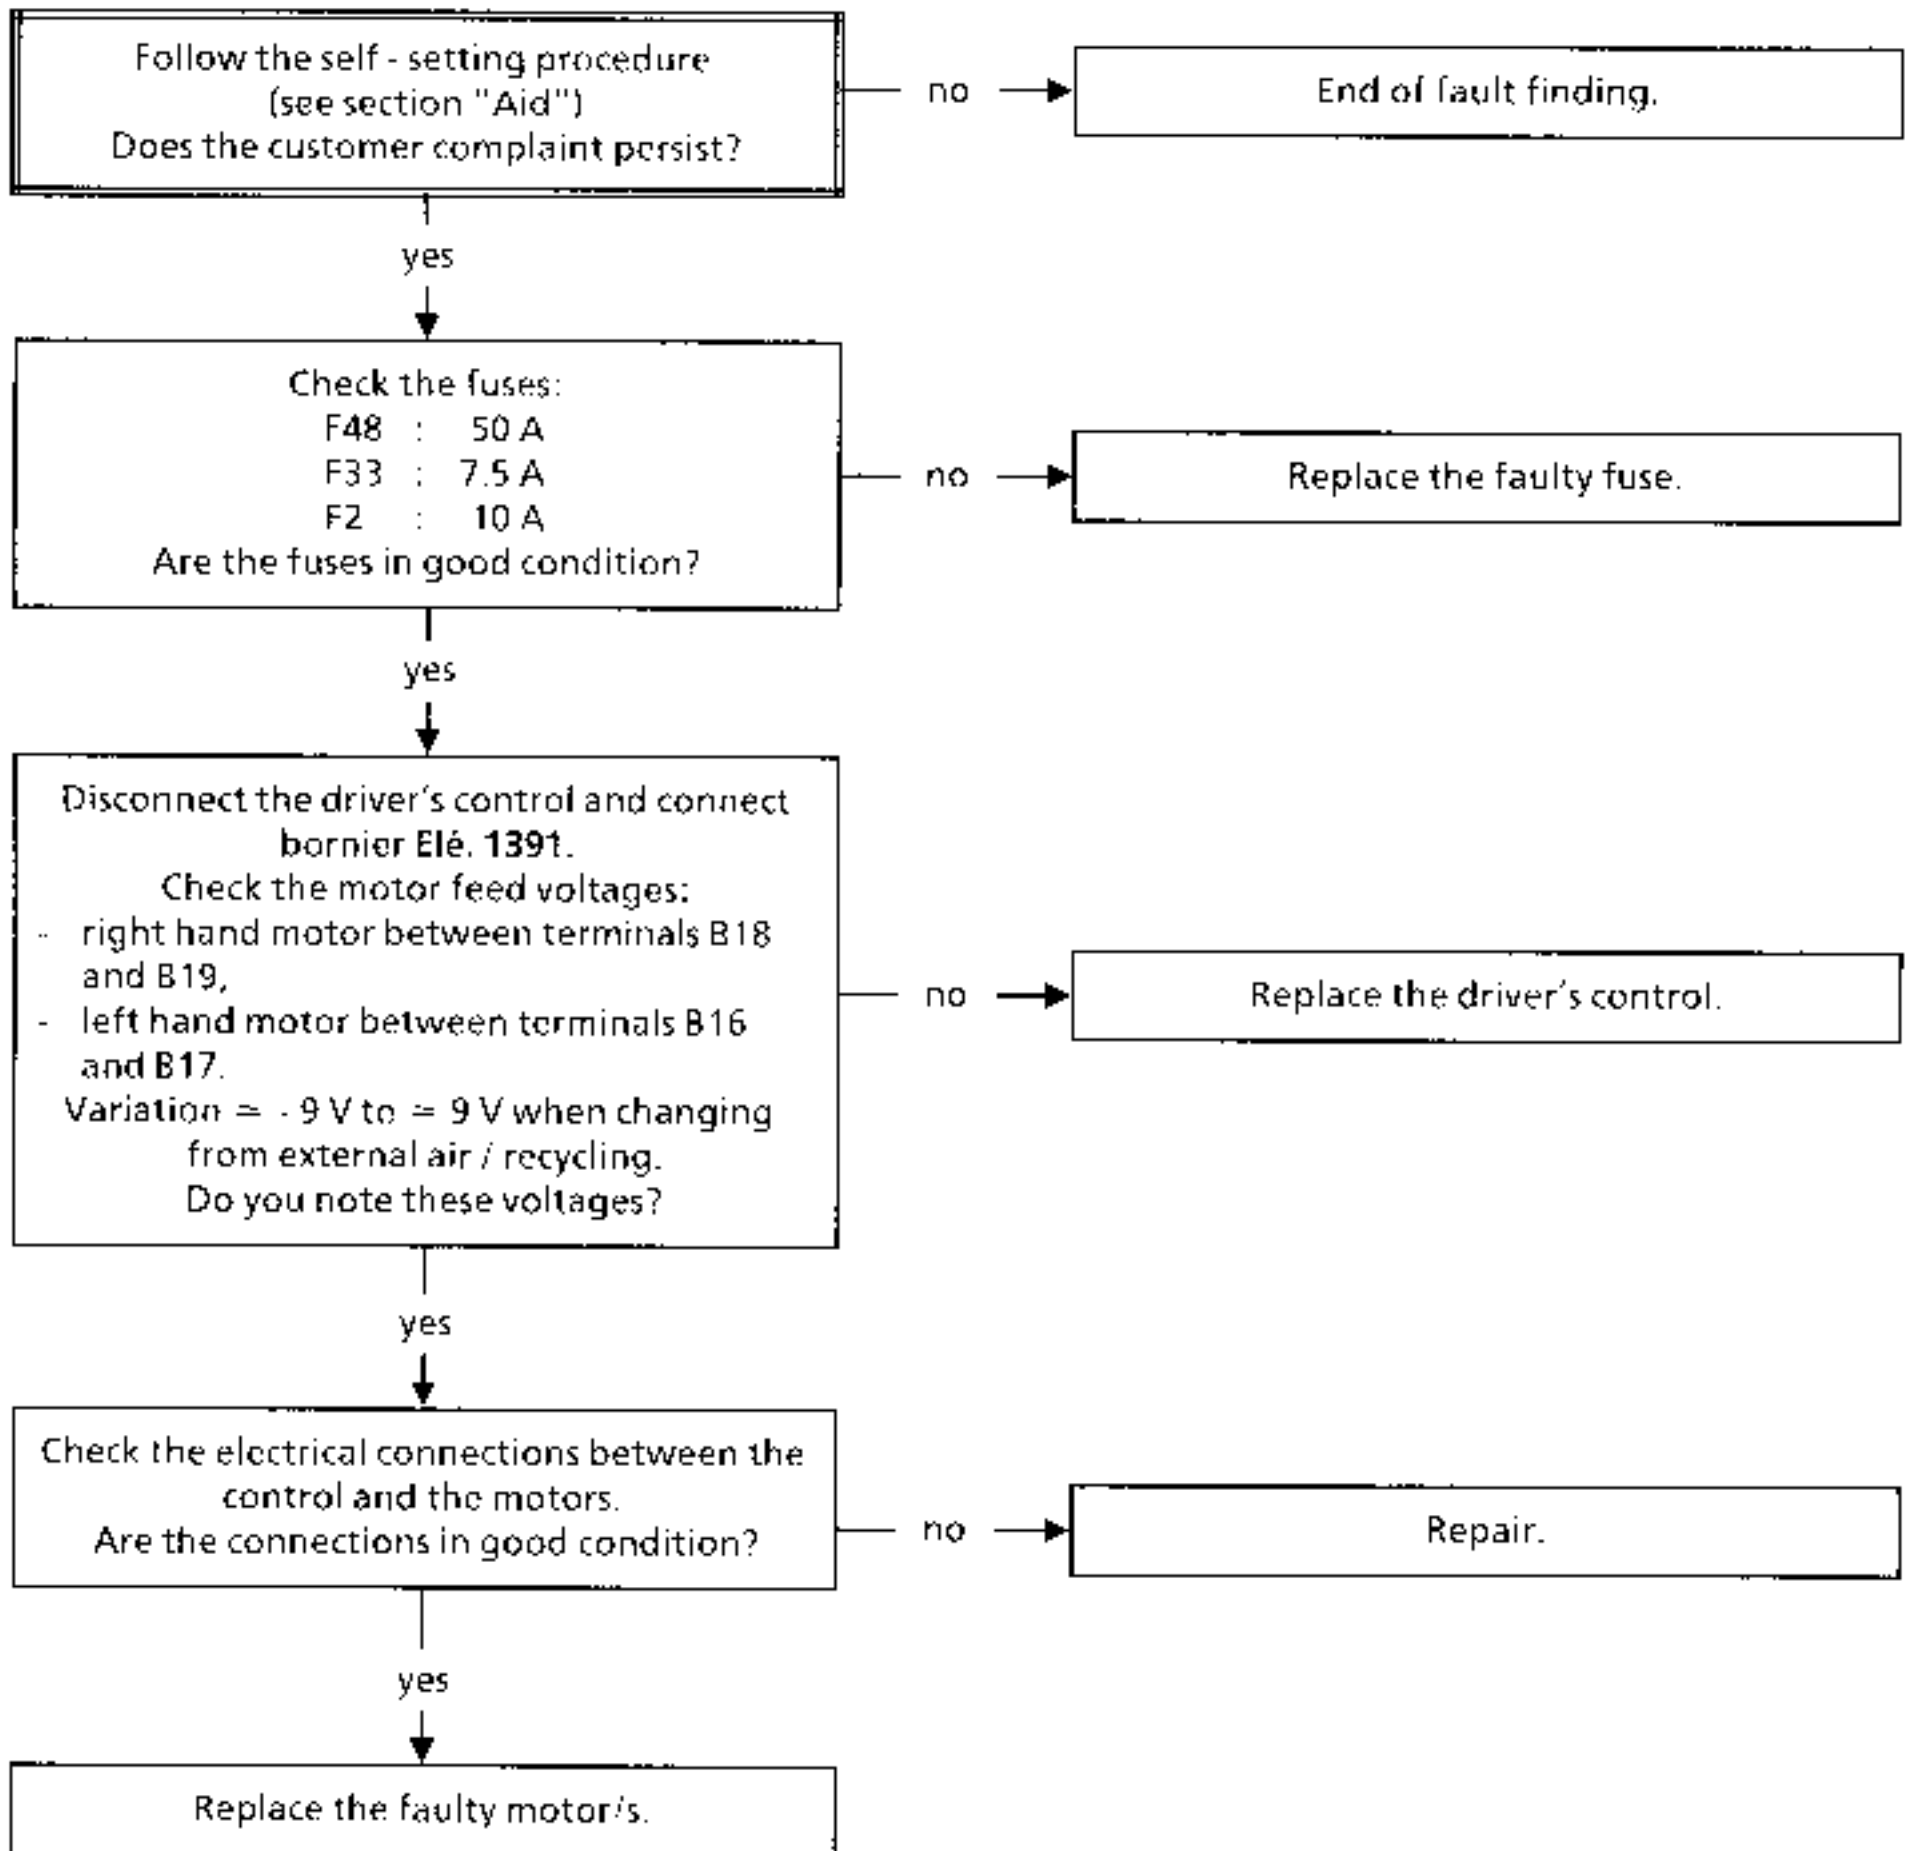 Follow the self - setting procedure
(see section "Aid")
Does the customer complaint persist?
no
End of fault finding.
yes
Check the fuses:
F48 : 50 A
F33 : 7.5 A
F2 : 10 A
Are the fuses in good condition?
no
Replace the faulty fuse.
yes
Disconnect the driver's control and connect
bornier Elé. 1391.
Check the motor feed voltages:
- right hand motor between terminals B18
and B19,
- left hand motor between terminals B16
and B17.
Variation = - 9 V to = 9 V when changing
from external air / recycling.
Do you note these voltages?
no
Replace the driver's control.
yes
Check the electrical connections between the
control and the motors.
Are the connections in good condition?
no
Repair.
yes
Replace the faulty motor/s.